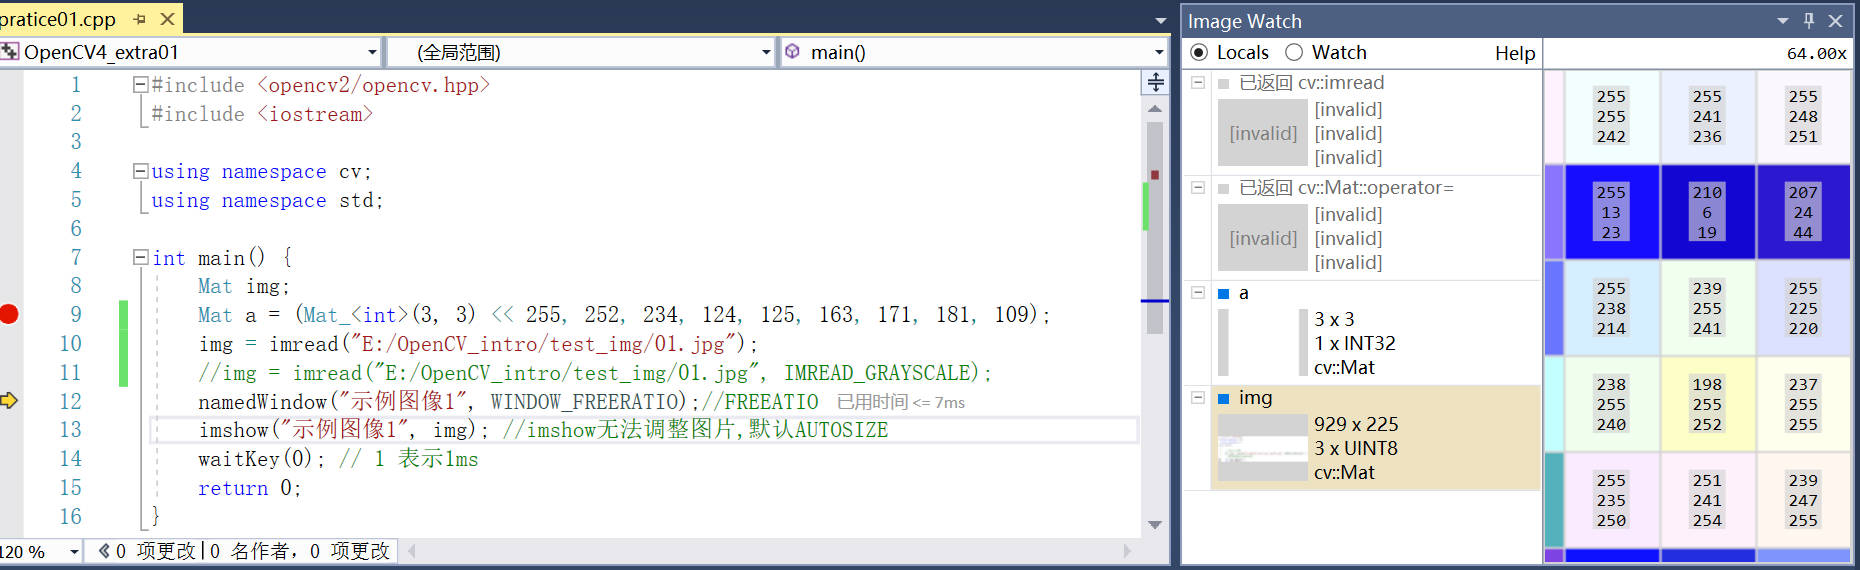 pratice01.cpp
OpenCV4_extra01
(全局范围)
main()
1 #include <opencv2/opencv.hpp>
2 #include <iostream>
3
4 using namespace cv;
5 using namespace std;
6
7 int main() {
8 Mat img;
9 Mat a = (Mat_<int>(3, 3) << 255, 252, 234, 124, 125, 163, 171, 181, 109);
10 img = imread("E:/OpenCV_intro/test_img/01.jpg");
11 //img = imread("E:/OpenCV_intro/test_img/01.jpg", IMREAD_GRAYSCALE);
12 namedWindow("示例图像1", WINDOW_FREERATIO);//FREEATIO 已用时间 <= 7ms
13 imshow("示例图像1", img); //imshow无法调整图片,默认AUTOSIZE
14 waitKey(0); // 1 表示1ms
15 return 0;
16 }
120 %
0 项更改|0 名作者, 0 项更改
Image Watch
Locals Watch Help
64.00x
已返回 cv::imread
[invalid]
[invalid]
[invalid]
[invalid]
已返回 cv::Mat::operator=
[invalid]
[invalid]
[invalid]
[invalid]
a
3 x 3
1 x INT32
cv::Mat
img
929 x 225
3 x UINT8
cv::Mat
255 255 255
255 241 248
242 236 251
255 210 207
13 6 24
23 19 44
255 239 255
238 255 225
214 241 220
238 198 237
255 255 255
240 252 255
255 251 239
235 241 247
250 254 255